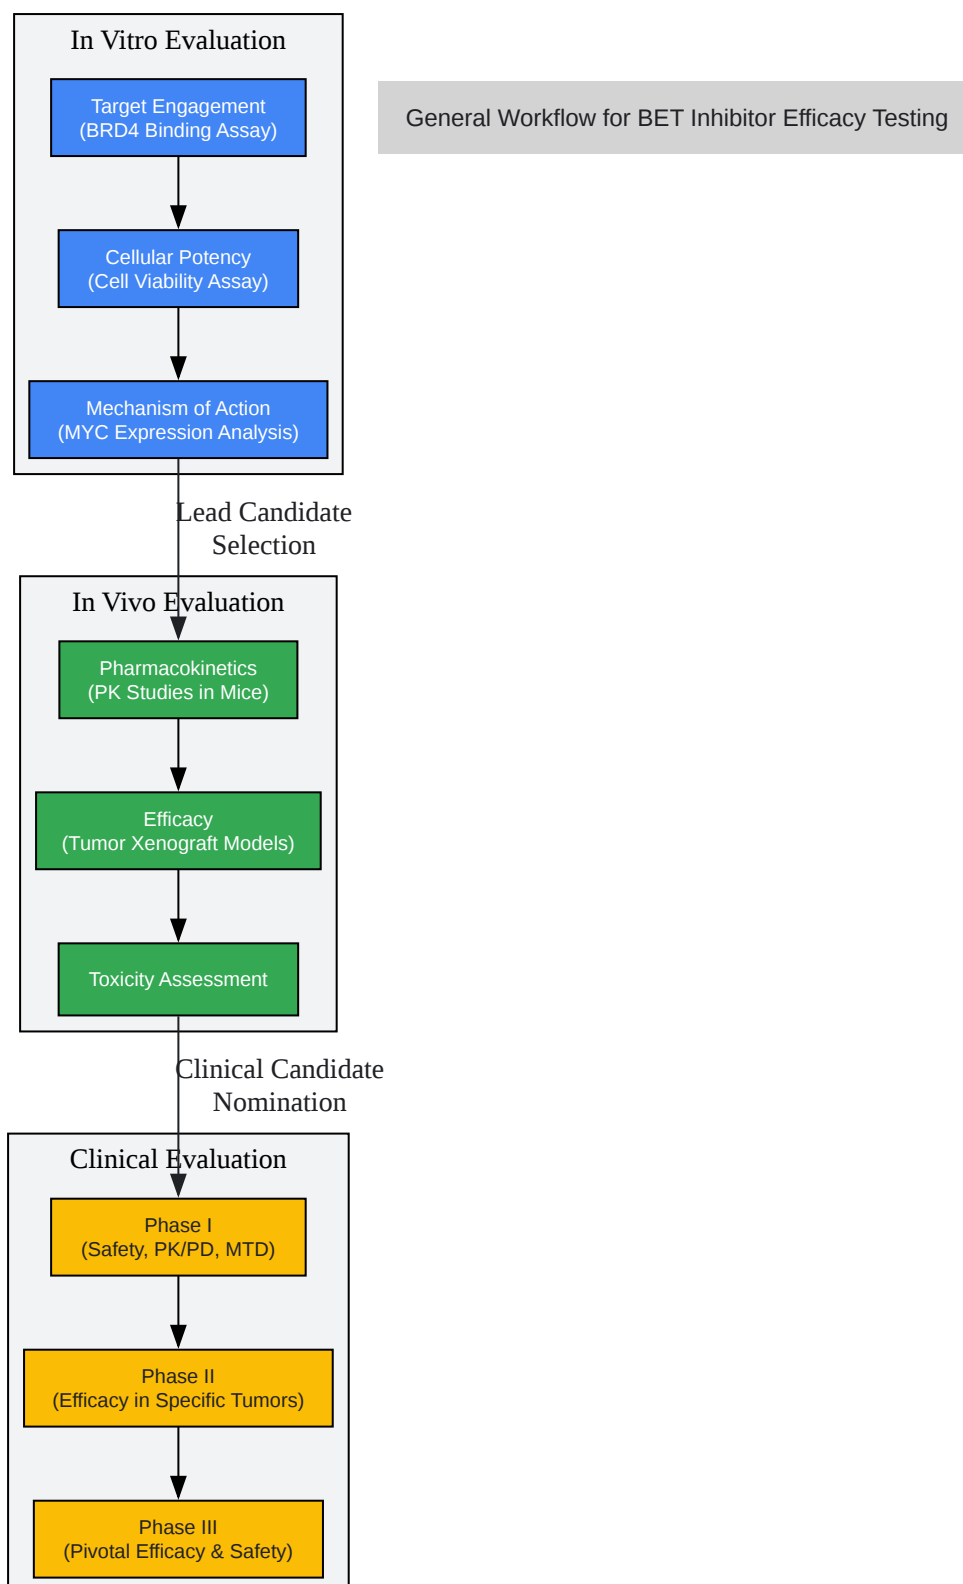 In Vitro Evaluation
Target Engagement
(BRD4 Binding Assay)
General Workflow for BET Inhibitor Efficacy Testing
Cellular Potency
(Cell Viability Assay)
Mechanism of Action
(MYC Expression Analysis)
Lead Candidate
Selection
In Vivo Evaluation
Pharmacokinetics
(PK Studies in Mice)
Efficacy
(Tumor Xenograft Models)
Toxicity Assessment
Clinical Candidate
Nomination
Clinical Evaluation
Phase I
(Safety, PK/PD, MTD)
Phase II
(Efficacy in Specific Tumors)
Phase III
(Pivotal Efficacy & Safety)